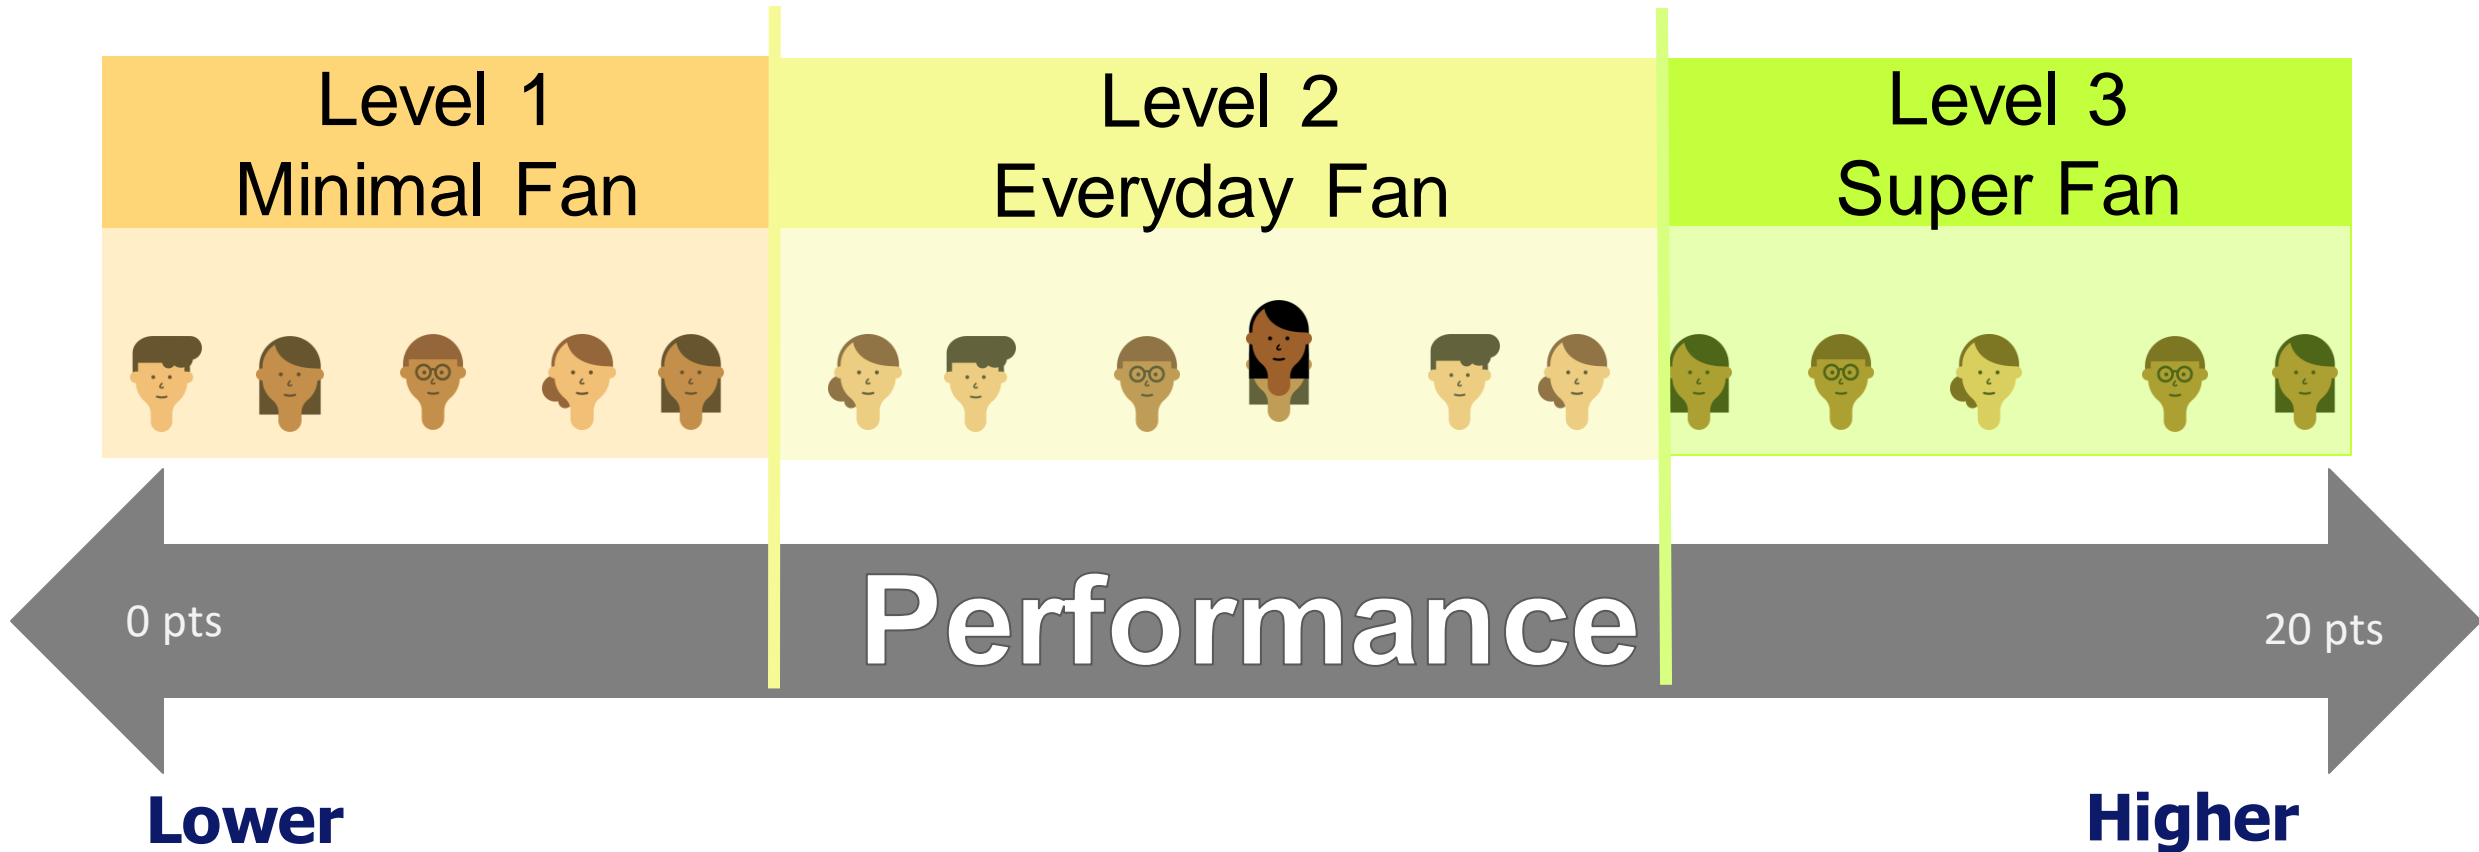 Level 1
Minimal Fan
Level 2
Everyday Fan
Level 3
Super Fan
0 pts
Performance
20 pts
Lower
Higher